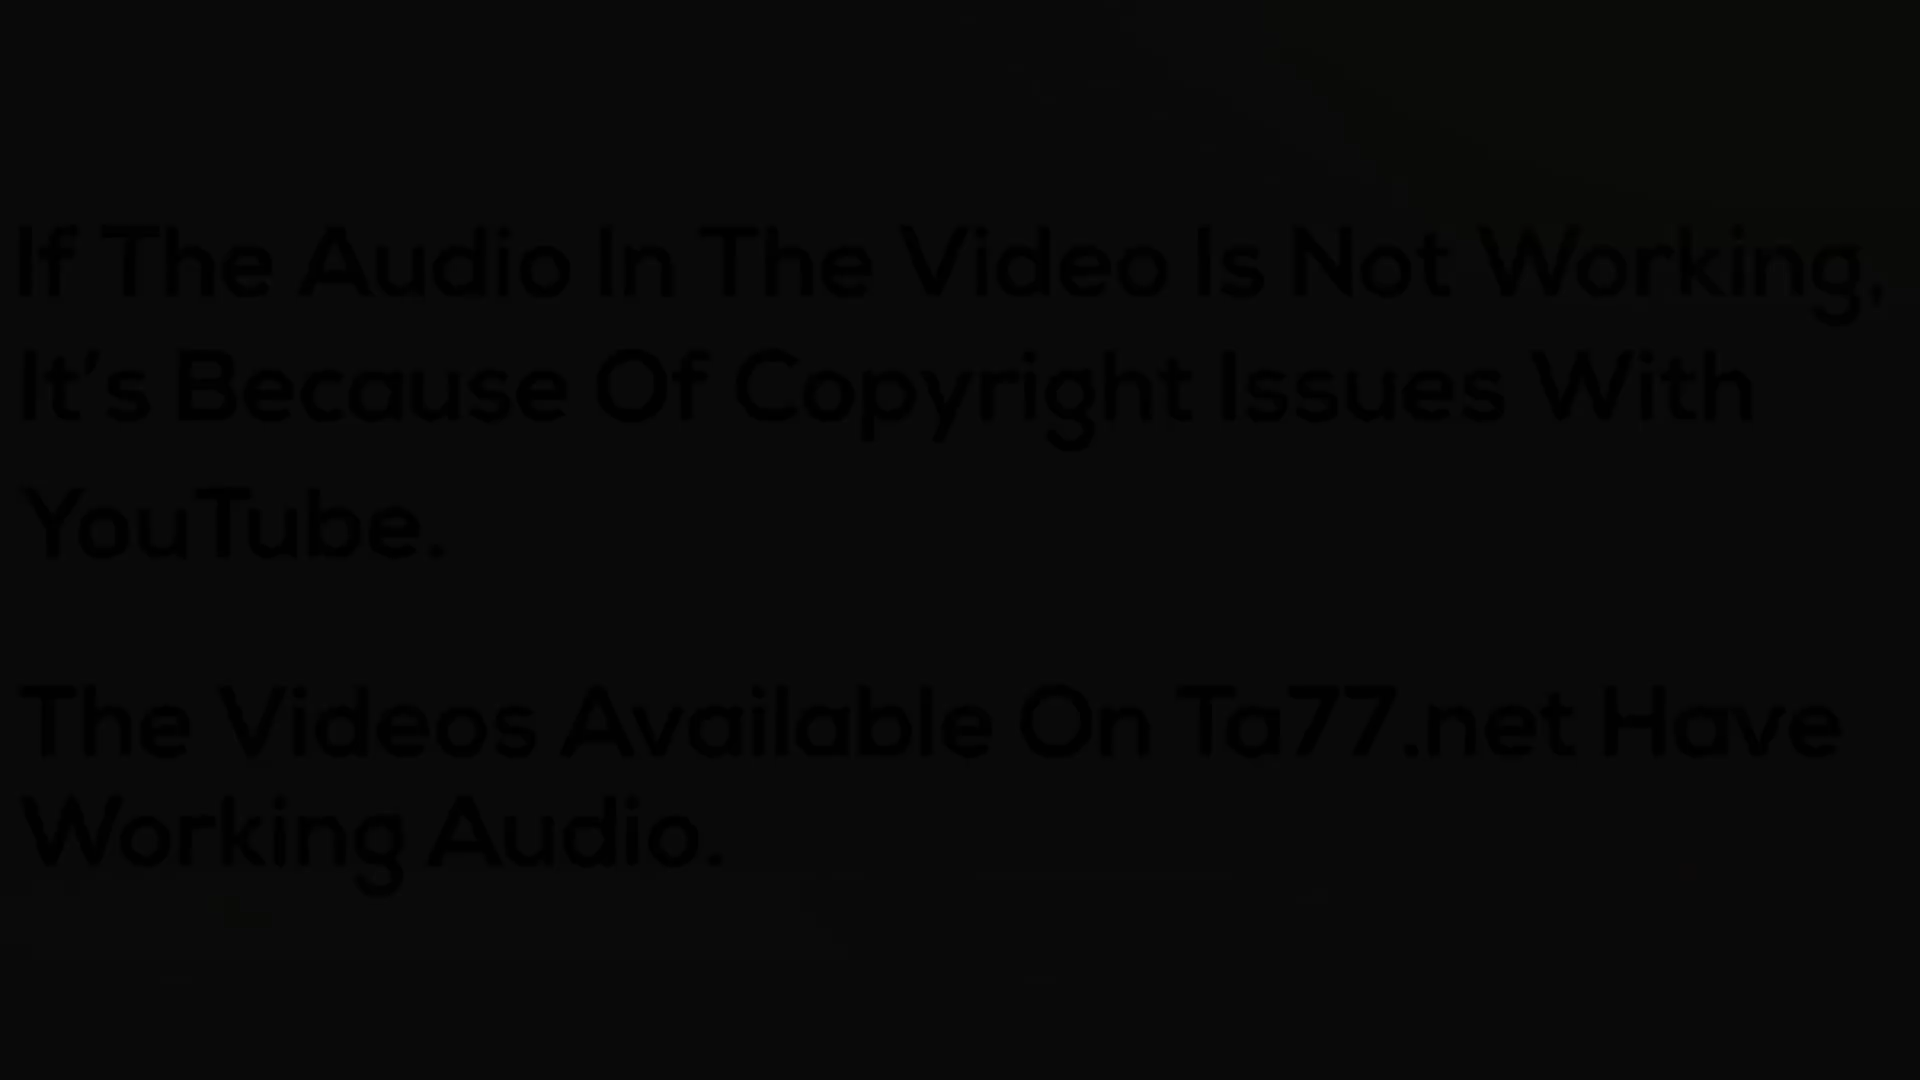 If The Audio In The Video Is Not Working,
It's Because Of Copyright Issues With
YouTube.
The Videos Available On Ta77.net Have
Working Audio.